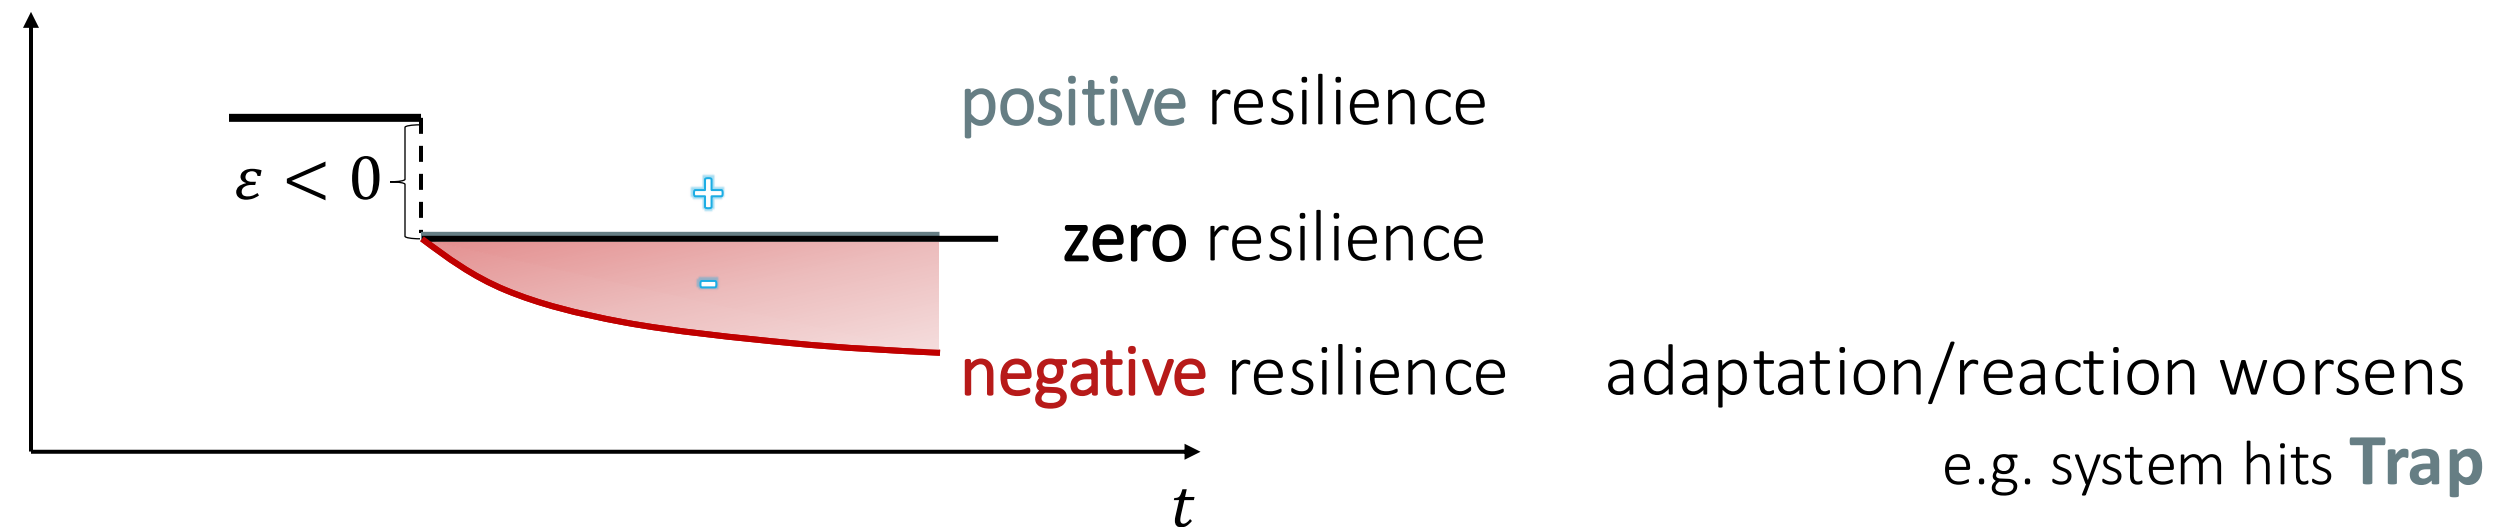 positive resilience
ε < 0
+
zero resilience
-
negative resilience
adaptation/reaction worsens
e.g. system hits Trap
t